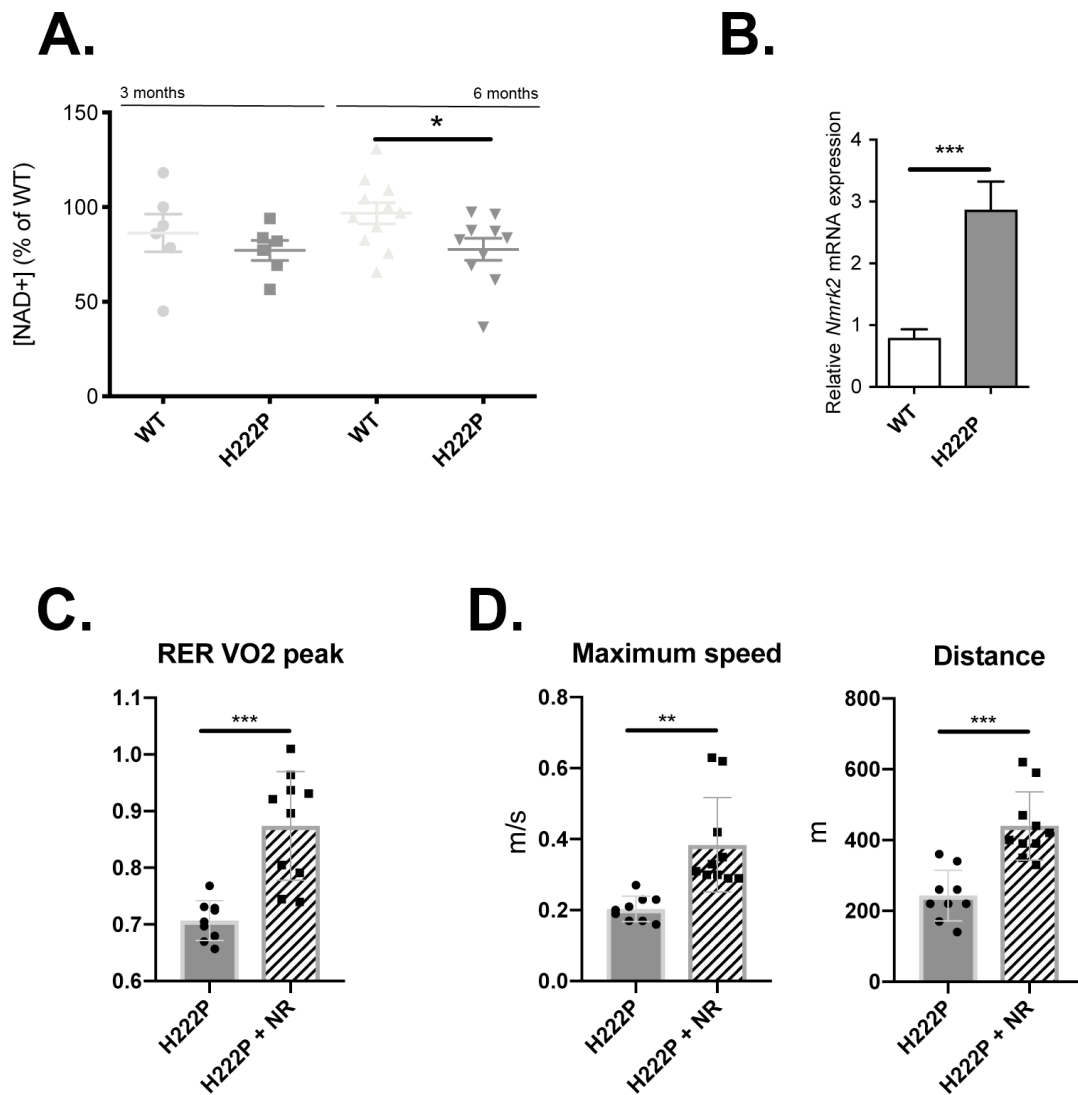 A.
3 months
6 months
[NAD+] (% of WT)
150
100
50
0
*
WT
H222P
WT
H222P
B.
Relative Nmrk2 mRNA expression
4
3
2
1
0
***
WT
H222P
C.
RER VO2 peak
1.1
1.0
0.9
0.8
0.7
0.6
***
H222P
H222P + NR
D.
Maximum speed
m/s
0.8
0.6
0.4
0.2
0.0
**
H222P
H222P + NR
Distance
m
800
600
400
200
0
***
H222P
H222P + NR